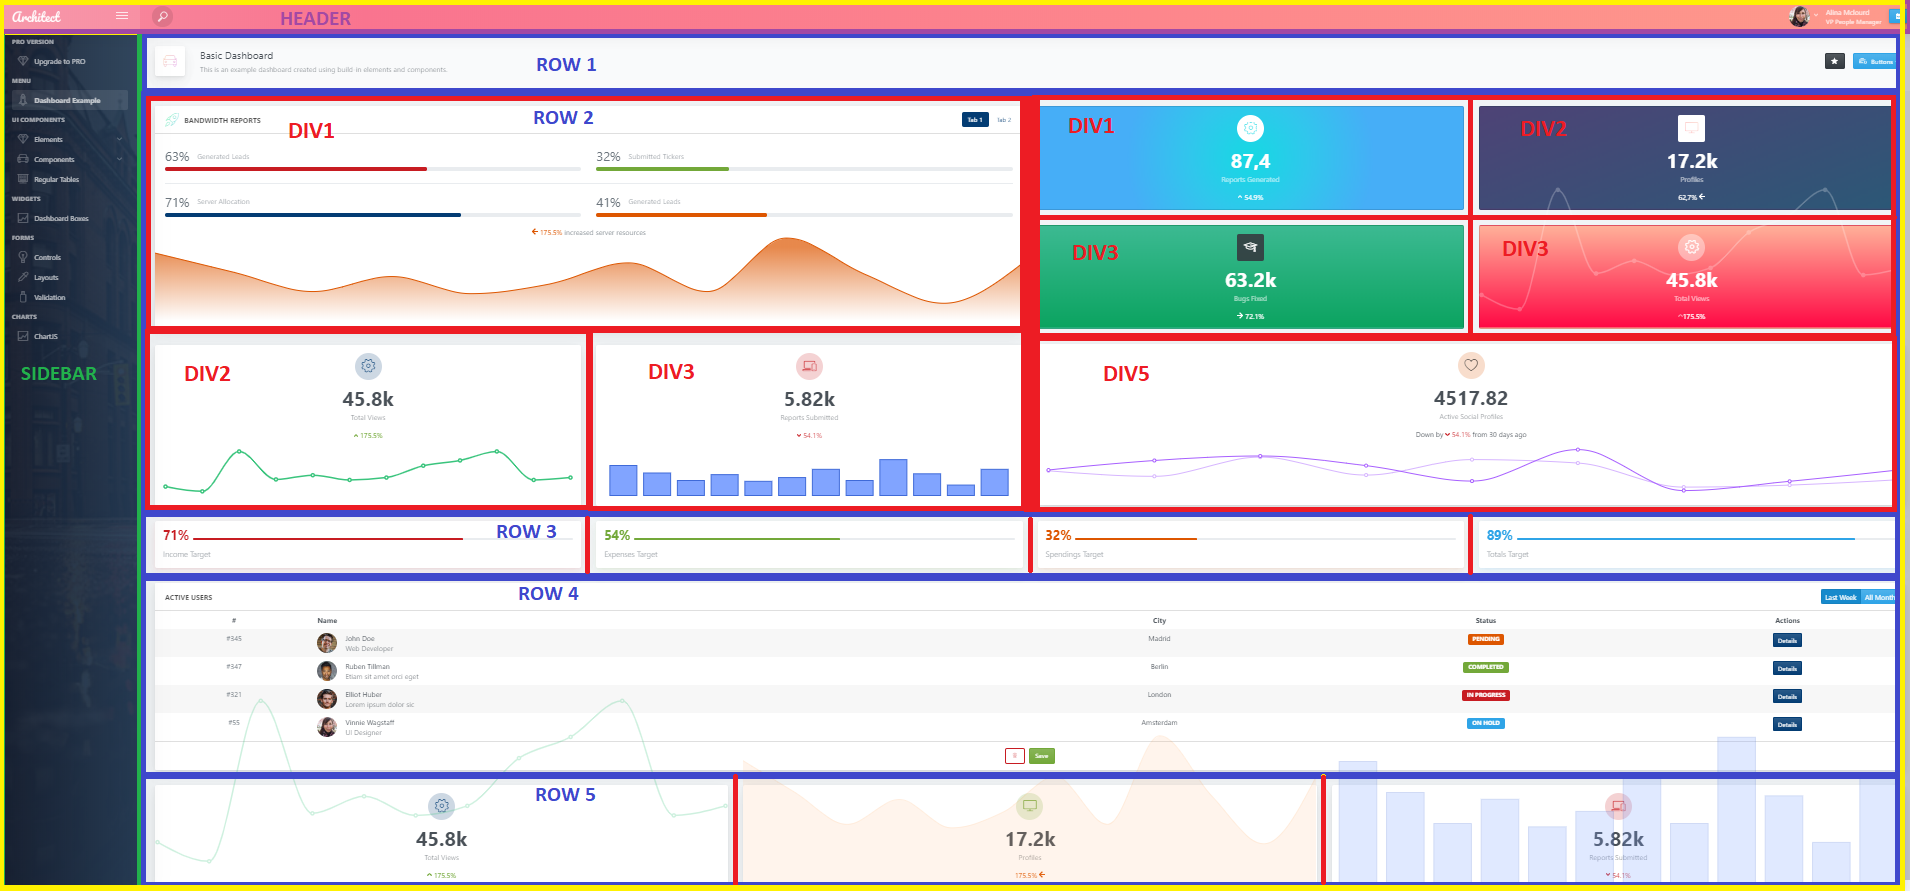 Architect
HEADER
Alina Mclourd
VP People Manager
PRO VERSION
Upgrade to PRO
MENU
Dashboard Example
UI COMPONENTS
Elements
Components
Regular Tables
WIDGETS
Dashboard Boxes
FORMS
Controls
Layouts
Validation
CHARTS
ChartJS
SIDEBAR
Basic Dashboard
This is an example dashboard created using build-in elements and components.
ROW 1
Buttons
BANDWIDTH REPORTS
DIV1
ROW 2
Tab 1
Tab 2
63% Generated Leads
32% Submitted Tickers
71% Server Allocation
41% Generated Leads
175.5% increased server resources
DIV1
87,4
Reports Generated
54.9%
DIV2
17.2k
Profiles
62,7%
DIV3
63.2k
Bugs Fixed
72.1%
DIV3
45.8k
Total Views
175.5%
DIV2
45.8k
Total Views
175.5%
DIV3
5.82k
Reports Submitted
54.1%
DIV5
4517.82
Active Social Profiles
Down by 54.1% from 30 days ago
ROW 3
71%
Income Target
54%
Expenses Target
32%
Spendings Target
89%
Totals Target
ROW 4
ACTIVE USERS
Last Week
All Month
# Name City Status Actions
#345 John Doe Madrid PENDING Details
Web Developer
#347 Ruben Tillman Berlin COMPLETED Details
Etiam sit amet orci eget
#321 Elliot Huber London IN PROGRESS Details
Lorem ipsum dolor sic
#55 Vinnie Wagstaff Amsterdam ON HOLD Details
UI Designer
Save
ROW 5
45.8k
Total Views
175.5%
17.2k
Profiles
175.5%
5.82k
Reports Submitted
54.1%